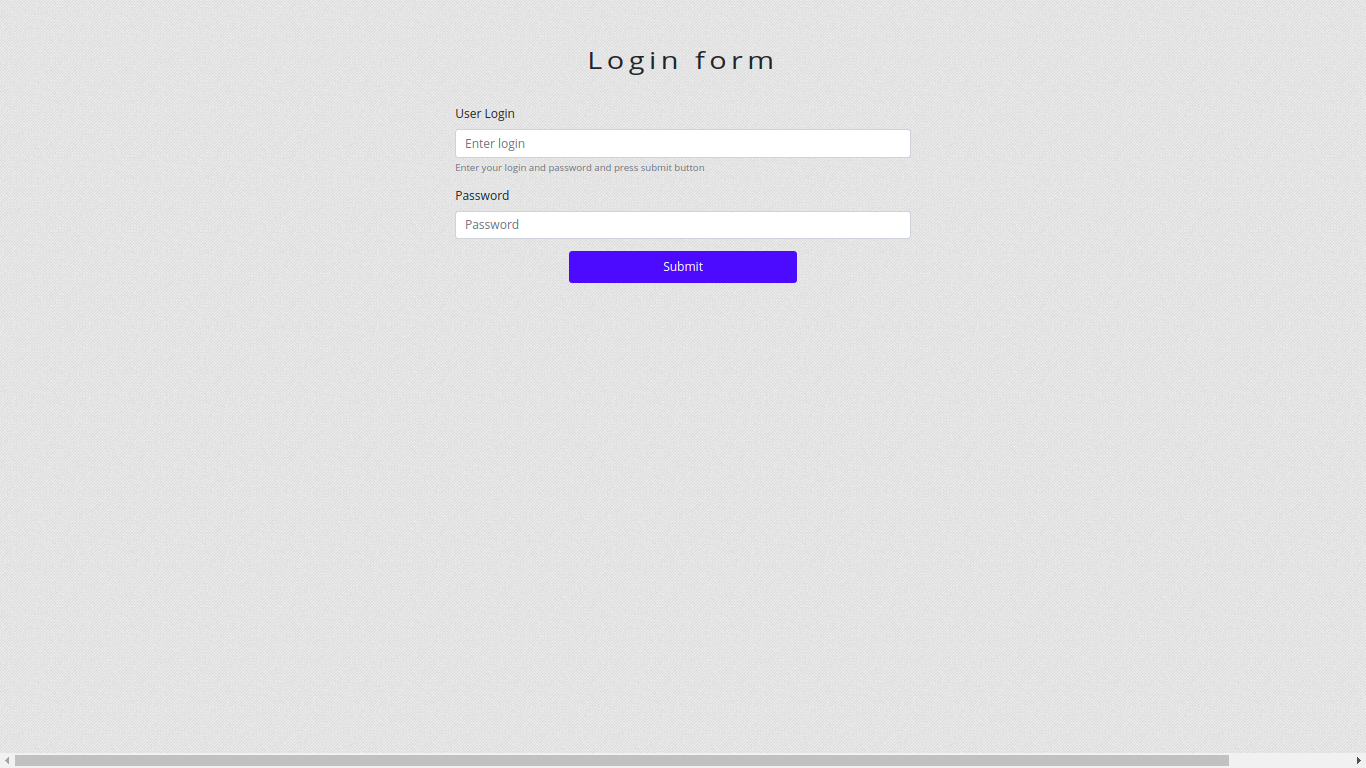 Login form
User Login
Enter login
Enter your login and password and press submit button
Password
Password
Submit